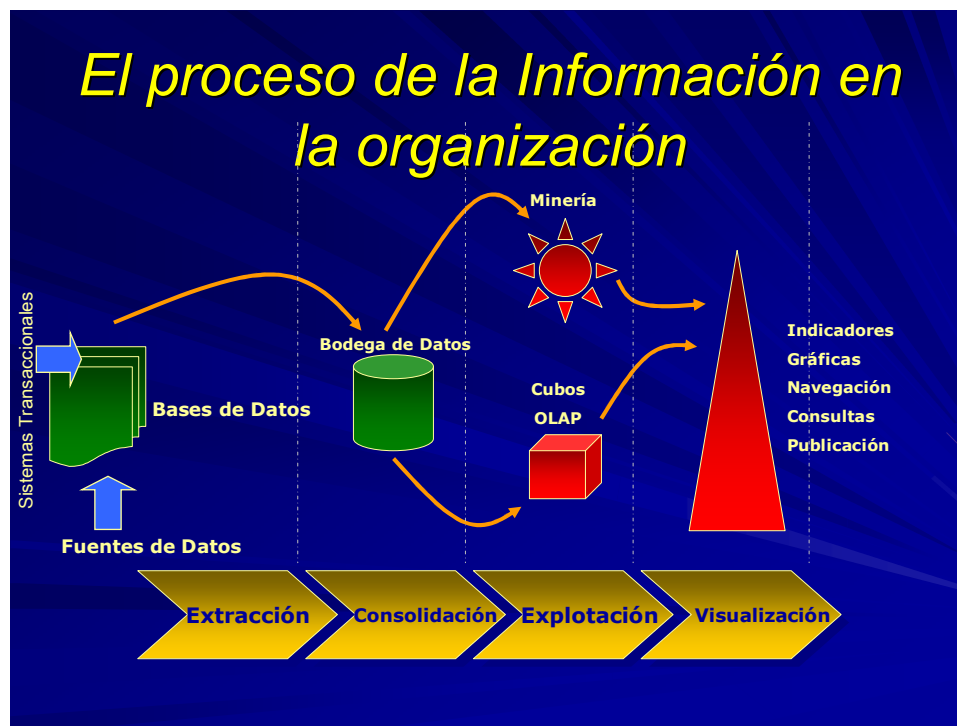 El proceso de la Información en
la organización
Minería
Sistemas Transaccionales
Bodega de Datos
Bases de Datos
Cubos
OLAP
Indicadores
Gráficas
Navegación
Consultas
Publicación
Fuentes de Datos
Extracción
Consolidación
Explotación
Visualización